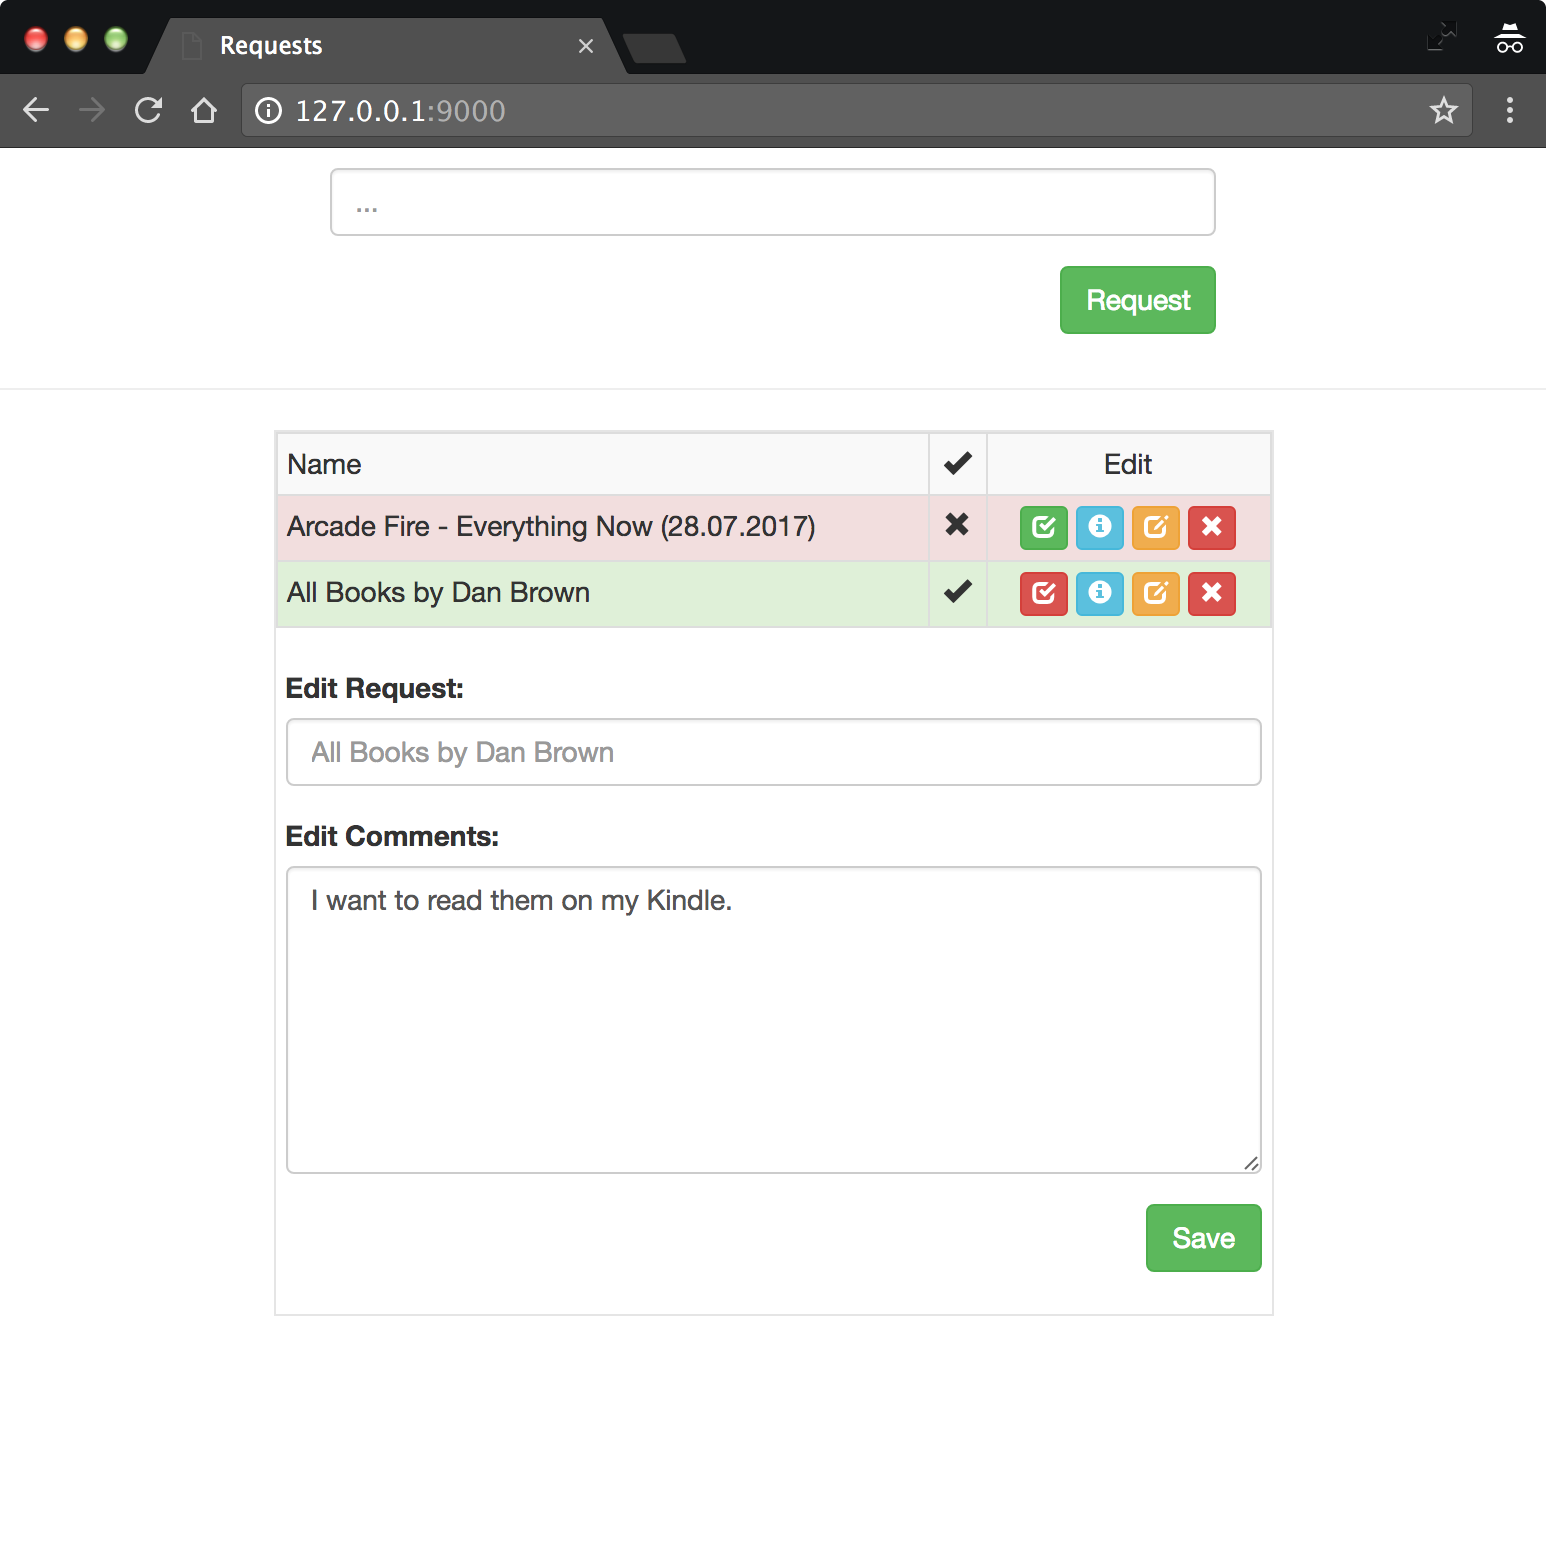 Requests
127.0.0.1:9000
...
Request
Name Edit
Arcade Fire - Everything Now (28.07.2017)
All Books by Dan Brown
Edit Request:
All Books by Dan Brown
Edit Comments:
I want to read them on my Kindle.
Save